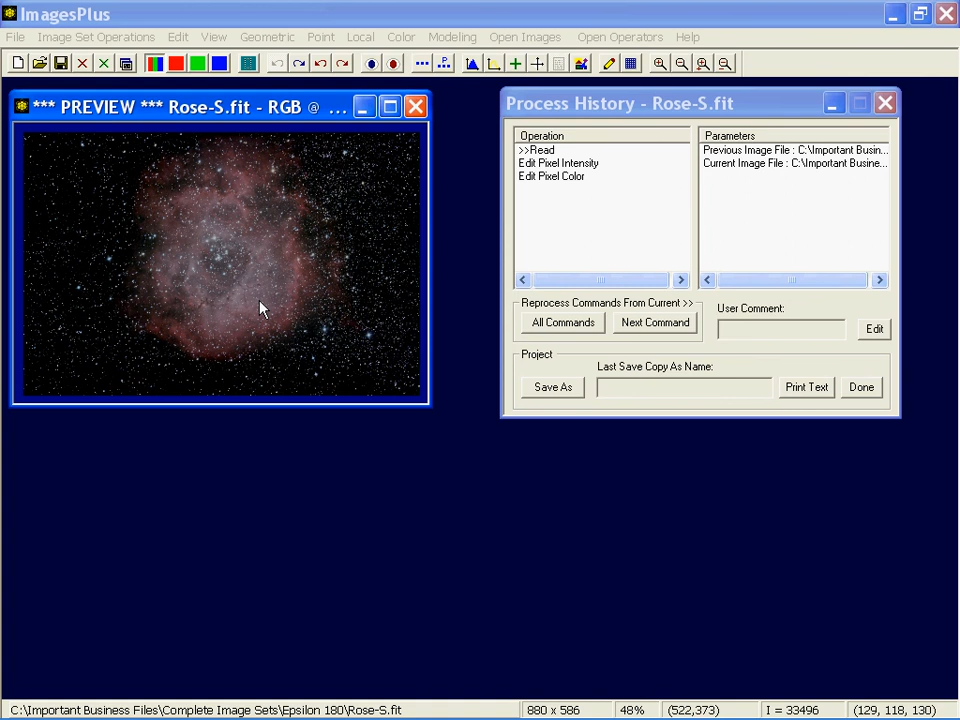 ImagesPlus
File Image Set Operations Edit View Geometric Point Local Color Modeling Open Images Open Operators Help
*** PREVIEW *** Rose-S.fit - RGB @ ...
Process History - Rose-S.fit
Operation Parameters
>>Read Previous Image File : C:\Important Busin...
Edit Pixel Intensity Current Image File : C:\Important Busine...
Edit Pixel Color
Reprocess Commands From Current >> User Comment:
All Commands Next Command Edit
Project
Last Save Copy As Name:
Save As Print Text Done
C:\Important Business Files\Complete Image Sets\Epsilon 180\Rose-S.fit 880 x 586 48% (522,373) I = 33496 (129, 118, 130)